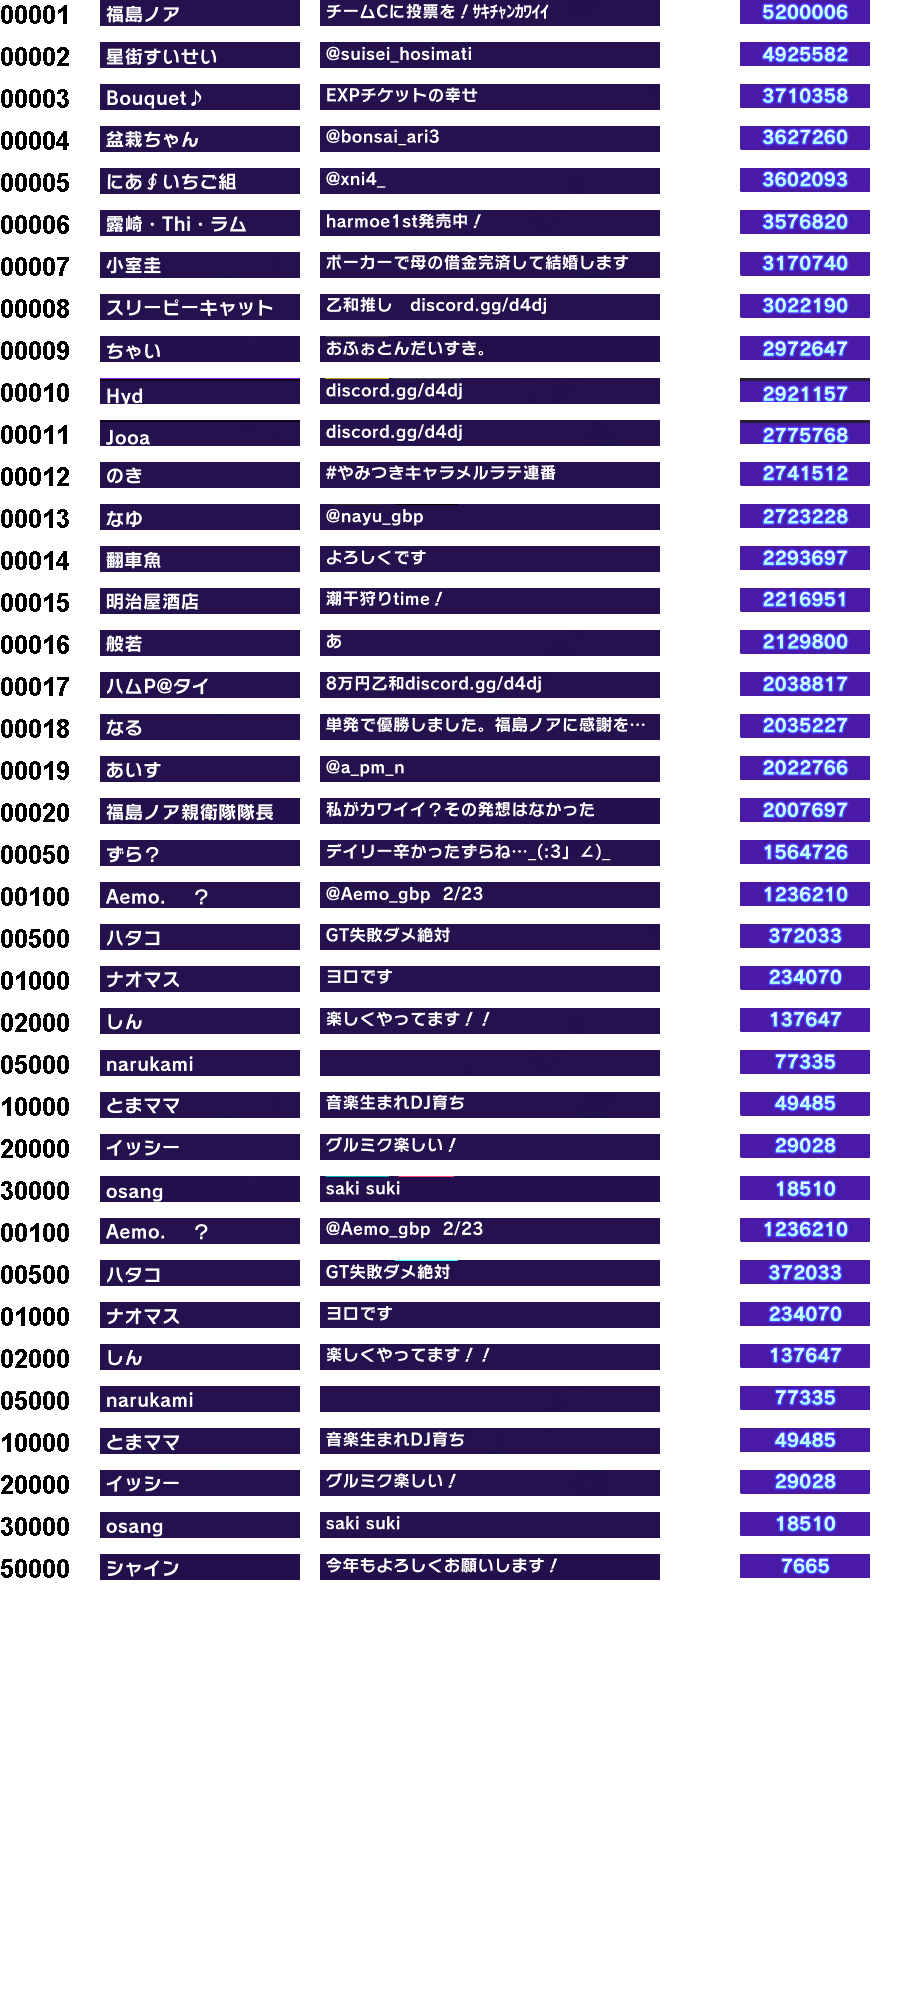 00001 福島ノア チームCに投票を！ｻｷﾁｬﾝｶﾜｲｲ 5200006
00002 星街すいせい @suisei_hosimati 4925582
00003 Bouquet♪ EXPチケットの幸せ 3710358
00004 盆栽ちゃん @bonsai_ari3 3627260
00005 にあ∮いちご組 @xni4_ 3602093
00006 露崎・Thi・ラム harmoe1st発売中！ 3576820
00007 小室圭 ポーカーで母の借金完済して結婚します 3170740
00008 スリーピーキャット 乙和推し　discord.gg/d4dj 3022190
00009 ちゃい おふぉとんだいすき。 2972647
00010 Hyd discord.gg/d4dj 2921157
00011 Jooa discord.gg/d4dj 2775768
00012 のき #やみつきキャラメルラテ連番 2741512
00013 なゆ @nayu_gbp 2723228
00014 翻車魚 よろしくです 2293697
00015 明治屋酒店 潮干狩りtime！ 2216951
00016 般若 あ 2129800
00017 ハムP@タイ 8万円乙和discord.gg/d4dj 2038817
00018 なる 単発で優勝しました。福島ノアに感謝を… 2035227
00019 あいす @a_pm_n 2022766
00020 福島ノア親衛隊隊長 私がカワイイ？その発想はなかった 2007697
00050 ずら？ デイリー辛かったずらね…_(:3」∠)_ 1564726
00100 Aemo.　？ @Aemo_gbp 2/23 1236210
00500 ハタコ GT失敗ダメ絶対 372033
01000 ナオマス ヨロです 234070
02000 しん 楽しくやってます！！ 137647
05000 narukami 77335
10000 とまママ 音楽生まれDJ育ち 49485
20000 イッシー グルミク楽しい！ 29028
30000 osang saki suki 18510
00100 Aemo.　？ @Aemo_gbp 2/23 1236210
00500 ハタコ GT失敗ダメ絶対 372033
01000 ナオマス ヨロです 234070
02000 しん 楽しくやってます！！ 137647
05000 narukami 77335
10000 とまママ 音楽生まれDJ育ち 49485
20000 イッシー グルミク楽しい！ 29028
30000 osang saki suki 18510
50000 シャイン 今年もよろしくお願いします！ 7665